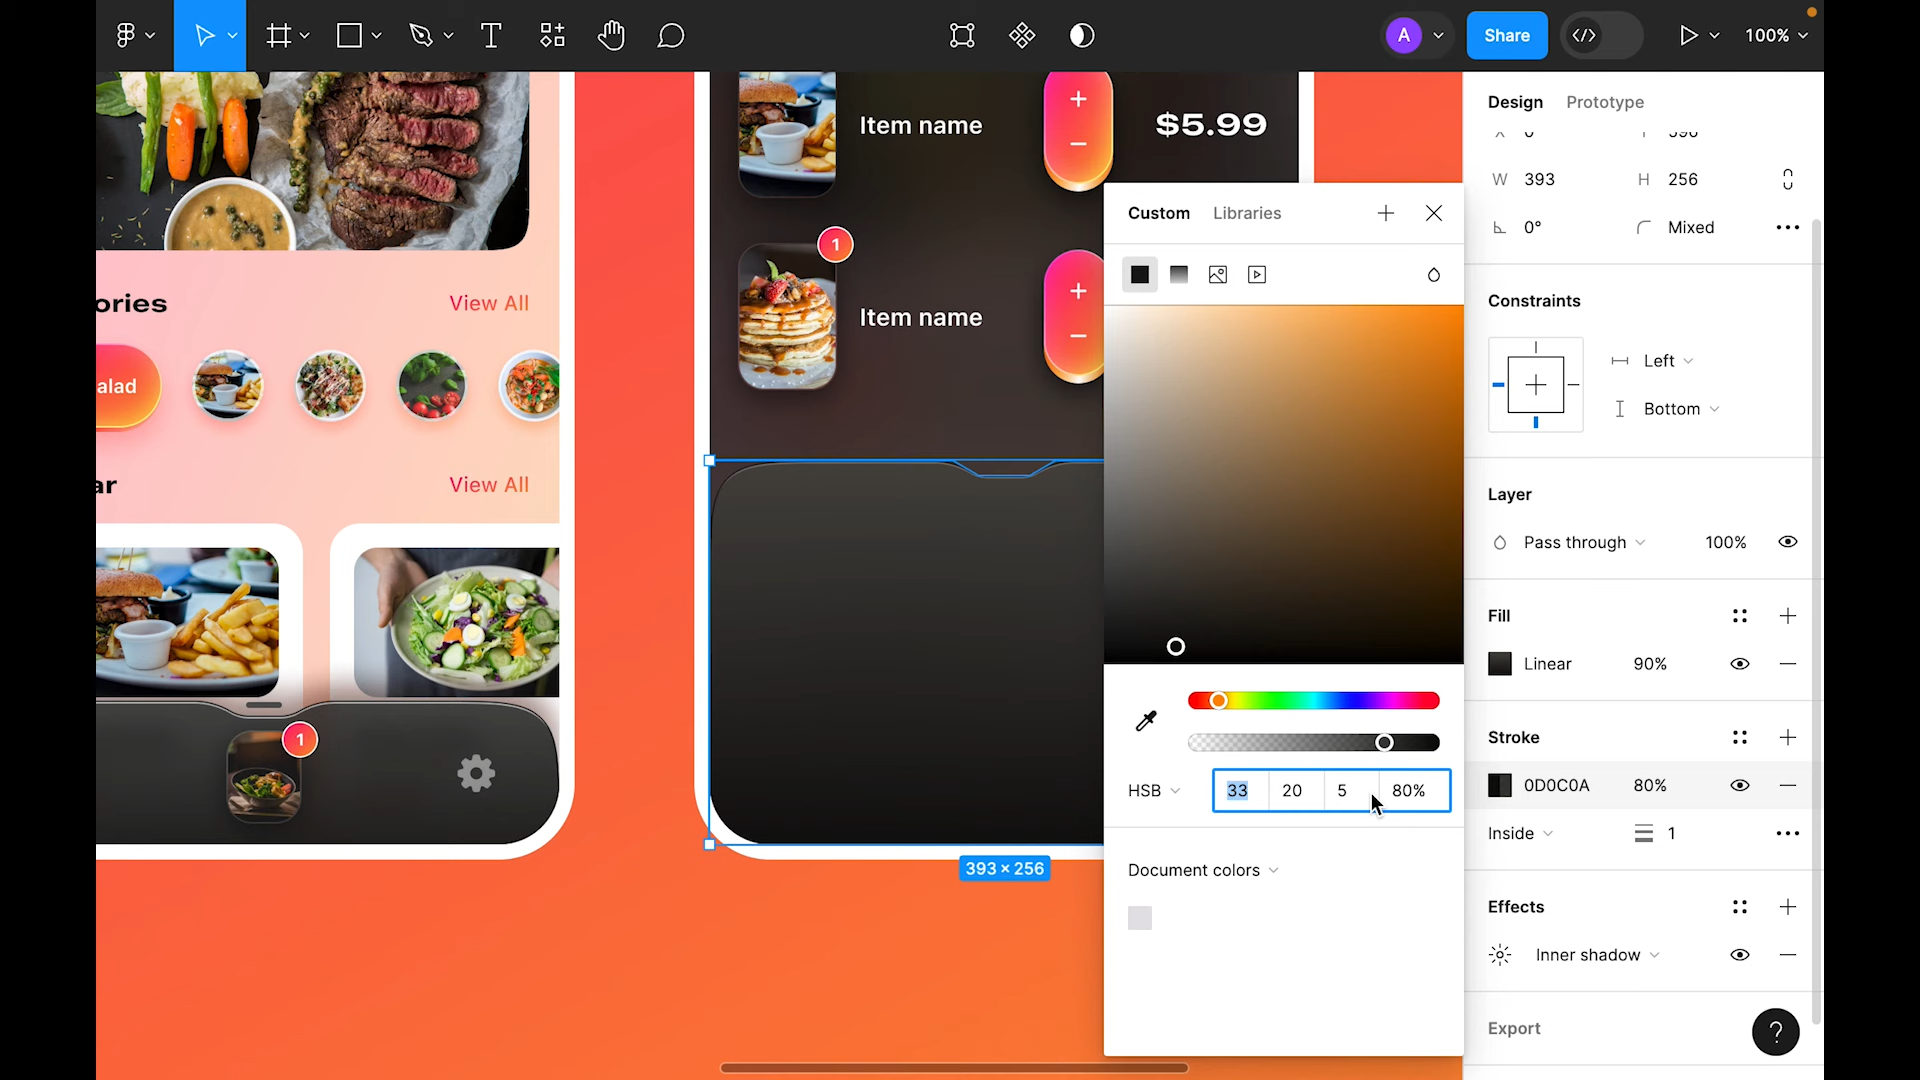 A
Share
100%
Item name
$5.99
Design
Prototype
W 393
H 256
0°
Mixed
Custom
Libraries
1
Item name
ories
View All
Constraints
Left
Bottom
alad
ar
View All
Layer
Pass through
100%
Fill
Linear
90%
Stroke
0D0C0A
80%
HSB
33
20
5
80%
Inside
1
1
393 × 256
Document colors
Effects
Inner shadow
Export
?